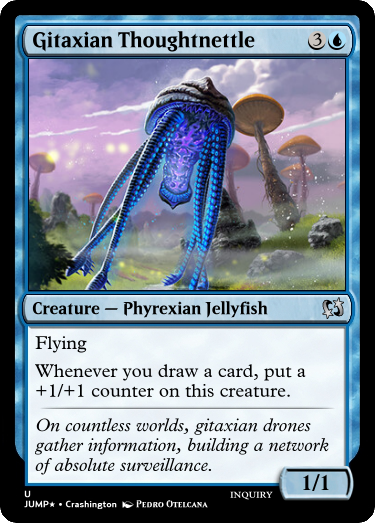 Gitaxian Thoughtnettle 3
Creature — Phyrexian Jellyfish
Flying
Whenever you draw a card, put a
+1/+1 counter on this creature.
On countless worlds, gitaxian drones
gather information, building a network
of absolute surveillance.
1/1
U INQUIRY
JUMP★ • Crashington PEDRO OTELCANA